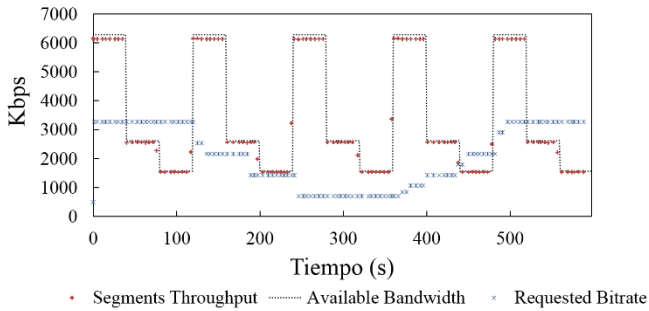 7000
6000
5000
4000
3000
2000
1000
0
Kbps
0 100 200 300 400 500
Tiempo (s)
Segments Throughput Available Bandwidth Requested Bitrate